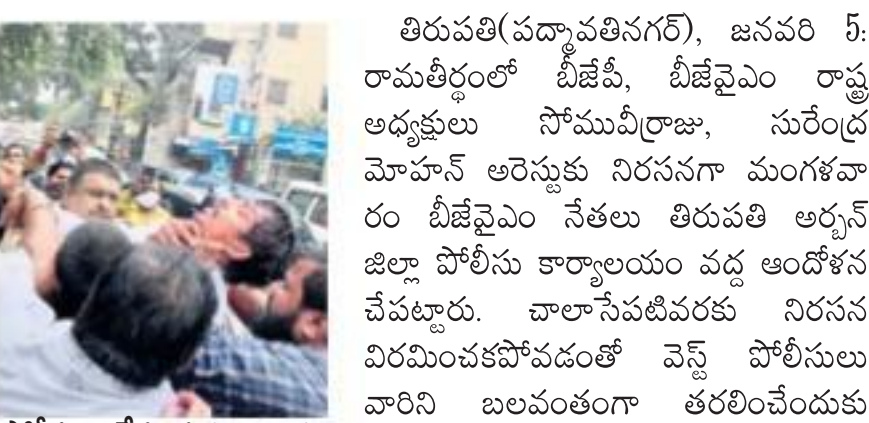 తిరుపతి(పద్మావతినగర్), జనవరి 5:
రామతీర్థంలో బీజేపీ, బీజేవైఎం రాష్ట్ర
అధ్యక్షులు సోమువీర్రాజు, సురేంద్ర
మోహన్ అరెస్టుకు నిరసనగా మంగళవా
రం బీజేవైఎం నేతలు తిరుపతి అర్బన్
జిల్లా పోలీసు కార్యాలయం వద్ద ఆందోళన
చేపట్టారు. చాలాసేపటివరకు నిరసన
విరమించకపోవడంతో వెస్ట్ పోలీసులు
వారిని బలవంతంగా తరలించేందుకు